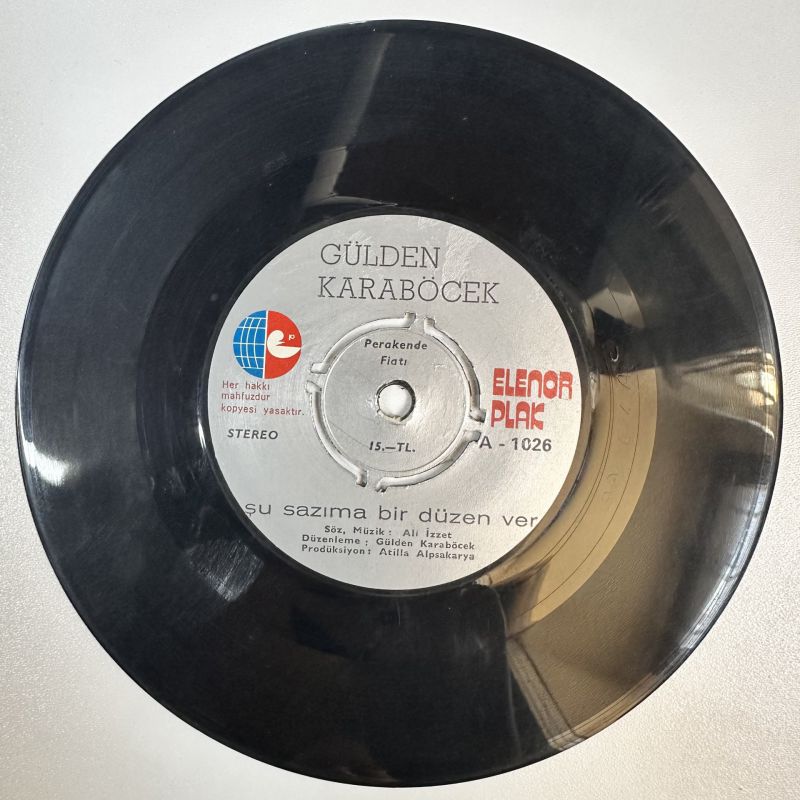 GÜLDEN
KARABÖCEK
Perakende
Fiatı
15.—TL.
Her hakkı
mahfuzdur
kopyesi yasaktır.
STEREO
ELENOR
PLAK
A - 1026
şu sazıma bir düzen ver
Söz, Müzik : Ali İzzet
Düzenleme : Gülden Karaböcek
Prodüksiyon : Atilla Alpsakarya